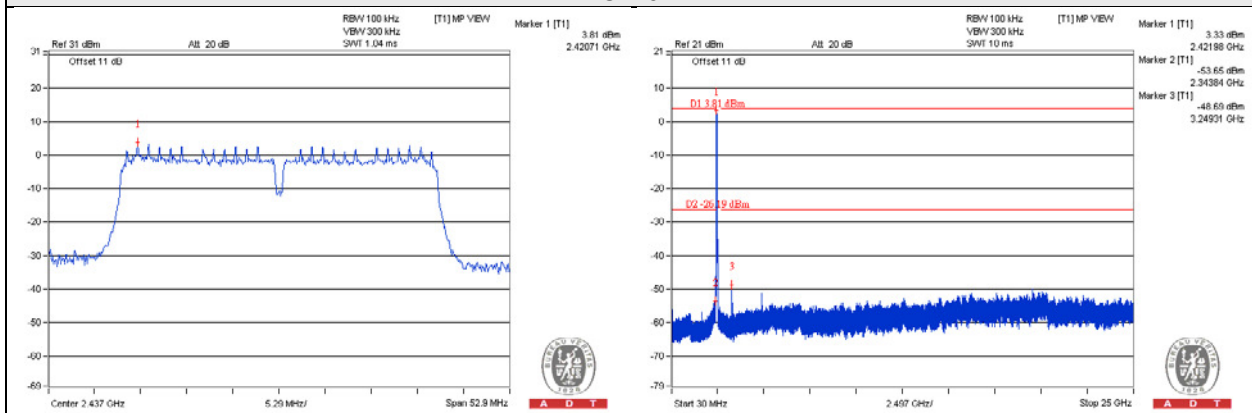 RBW 100 kHz
[T1] MP VIEW
VBW 300 kHz
Ref 31 dBm
Att 20 dB
SWT 1.04 ms
Marker 1 [T1]
3.81 dBm
2.42071 GHz
31
Offset 11 dB
20
10
0
-10
-20
-30
-40
-50
-60
-69
1
Center 2.437 GHz
5.29 MHz/
Span 52.9 MHz
BUREAU VERITAS
1828
A D T
RBW 100 kHz
[T1] MP VIEW
VBW 300 kHz
Ref 21 dBm
Att 20 dB
SWT 10 ms
Marker 1 [T1]
3.33 dBm
2.42198 GHz
Marker 2 [T1]
-53.65 dBm
2.34384 GHz
Marker 3 [T1]
-48.69 dBm
3.24931 GHz
21
Offset 11 dB
10
0
-10
-20
-30
-40
-50
-60
-70
-79
1
D1 3.81 dBm
D2 -26.19 dBm
2
3
Start 30 MHz
2.497 GHz/
Stop 25 GHz
BUREAU VERITAS
1828
A D T